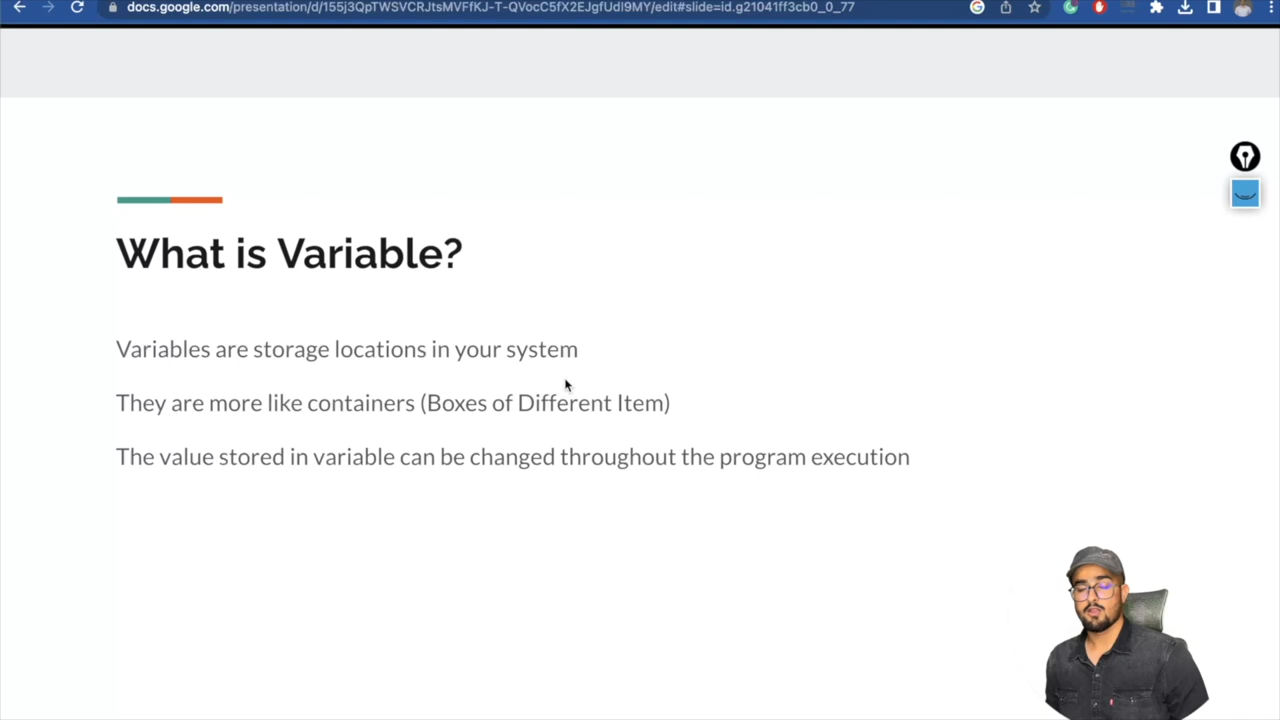 docs.google.com/presentation/d/155j3QpTWSVCRJtsMVFfKJ-T-QVocC5fX2EJgfUdI9MY/edit#slide=id.g21041ff3cb0_0_77
What is Variable?
Variables are storage locations in your system
They are more like containers (Boxes of Different Item)
The value stored in variable can be changed throughout the program execution